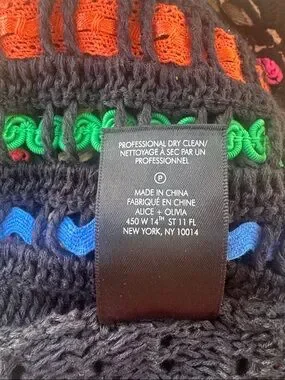 PROFESSIONAL DRY CLEAN/
NETTOYAGE À SEC PAR UN
PROFESSIONNEL
P
MADE IN CHINA
FABRIQUÉ EN CHINE
ALICE + OLIVIA
450 W 14TH ST 11 FL
NEW YORK, NY 10014